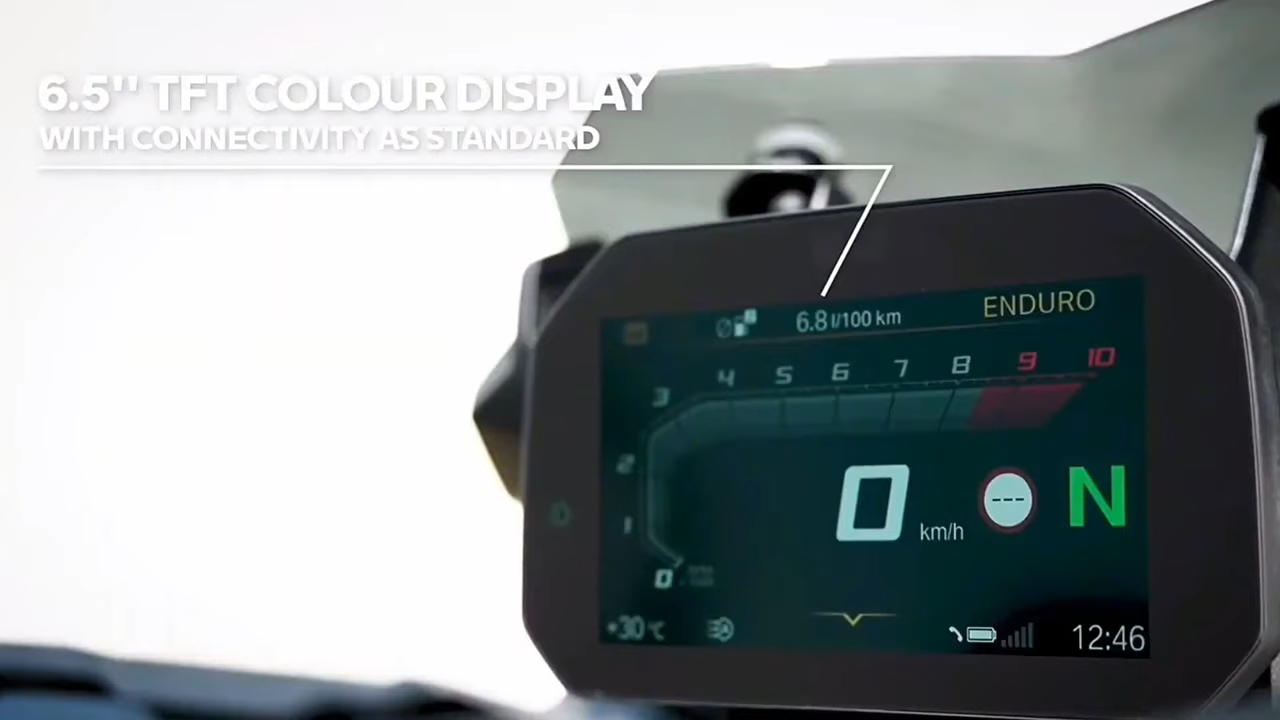 6.5'' TFT COLOUR DISPLAY
WITH CONNECTIVITY AS STANDARD
6.8 l/100 km
ENDURO
3 4 5 6 7 8 9 10
2
1
0
0 km/h --- N
+30 °C
12:46